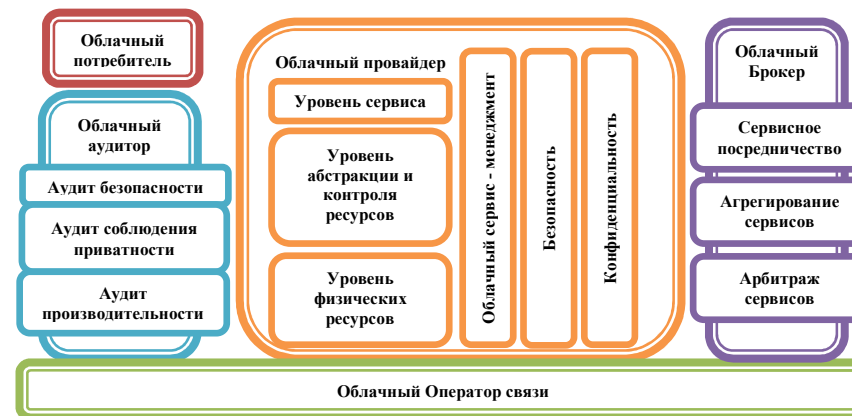 Облачный
потребитель
Облачный
аудитор
Аудит безопасности
Аудит соблюдения
приватности
Аудит
производительности
Облачный провайдер
Уровень сервиса
Уровень
абстракции и
контроля
ресурсов
Уровень
физических
ресурсов
Облачный сервис - менеджмент
Безопасность
Конфиденциальность
Облачный
Брокер
Сервисное
посредничество
Агрегирование
сервисов
Арбитраж
сервисов
Облачный Оператор связи